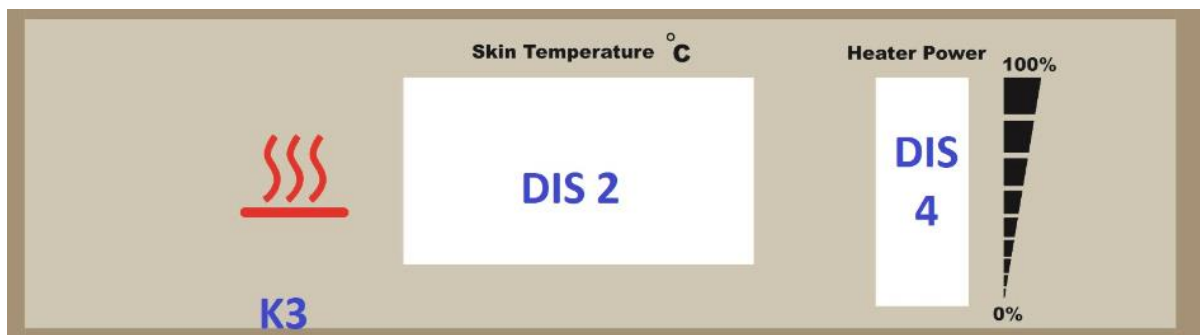 Skin Temperature °C
Heater Power
100%
DIS 2
DIS
4
K3
0%